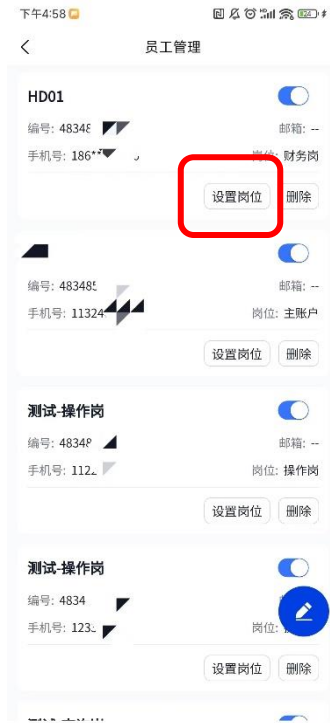 下午4:58
员工管理
HD01
编号: 48348
邮箱: --
手机号: 186**
岗位: 财务岗
设置岗位 删除
编号: 48348
邮箱: --
手机号: 11324
岗位: 主账户
设置岗位 删除
测试-操作岗
编号: 48348
邮箱: --
手机号: 112
岗位: 操作岗
设置岗位 删除
测试-操作岗
编号: 4834
手机号: 123
岗位:
设置岗位 删除